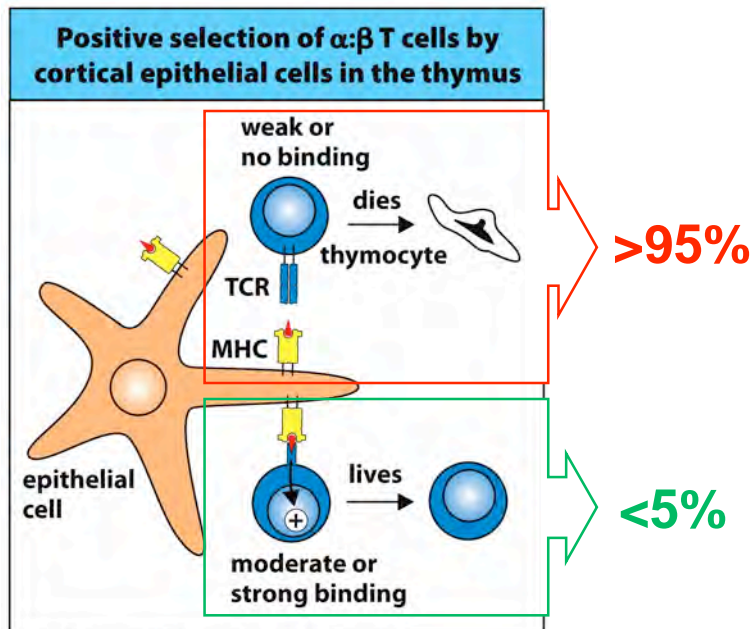 Positive selection of α:β T cells by
cortical epithelial cells in the thymus
weak or
no binding
dies
thymocyte
>95%
TCR
MHC
epithelial
cell
lives
+
<5%
moderate or
strong binding